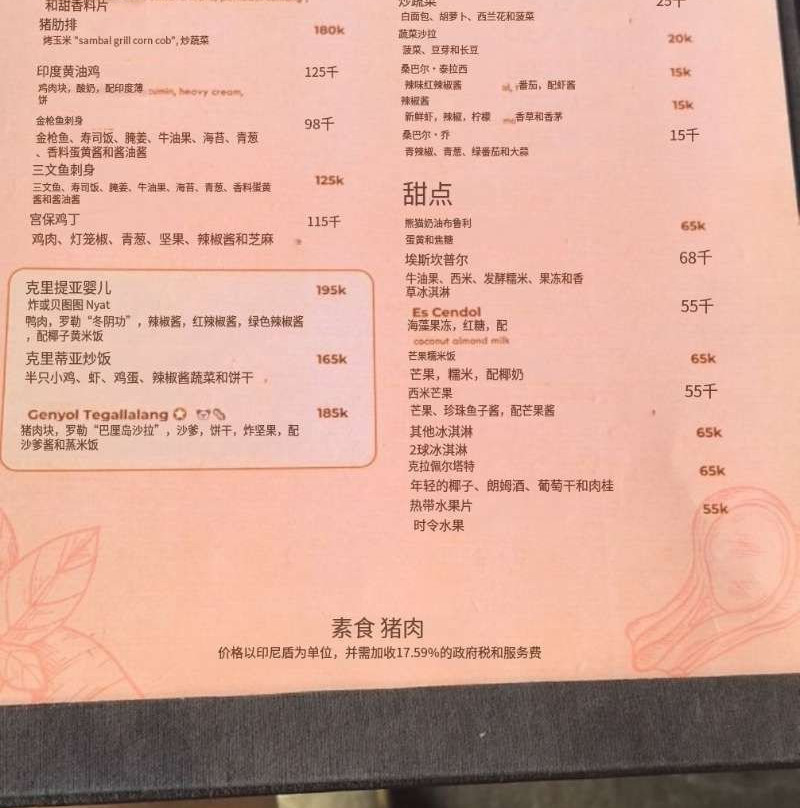 和甜香料片
猪肋排 180k
烤玉米 "sambal grill corn cob", 炒蔬菜
印度黄油鸡 125千
鸡肉块，酸奶，配印度薄 cumin, heavy cream,
饼
金枪鱼刺身 98千
金枪鱼、寿司饭、腌姜、牛油果、海苔、青葱
、香料蛋黄酱和酱油酱
三文鱼刺身 125k
三文鱼、寿司饭、腌姜、牛油果、海苔、青葱、香料蛋黄
酱和酱油酱
宫保鸡丁 115千
鸡肉、灯笼椒、青葱、坚果、辣椒酱和芝麻
克里提亚婴儿 195k
炸或贝图图 Nyat
鸭肉，罗勒“冬阴功”，辣椒酱，红辣椒酱，绿色辣椒酱
，配椰子黄米饭
克里蒂亚炒饭 165k
半只小鸡、虾、鸡蛋、辣椒酱蔬菜和饼干
Genyol Tegallalang 185k
猪肉块，罗勒“巴厘岛沙拉”，沙爹，饼干，炸坚果，配
沙爹酱和蒸米饭
炒蔬菜 25千
白面包、胡萝卜、西兰花和菠菜
蔬菜沙拉 20k
菠菜、豆芽和长豆
桑巴尔·泰拉西 15k
辣味红辣椒酱 番茄，配虾酱
辣椒酱 15k
新鲜虾，辣椒，柠檬 香草和香茅
桑巴尔·乔 15千
青辣椒、青葱、绿番茄和大蒜
甜点
熊猫奶油布鲁利 65k
蛋黄和焦糖
埃斯坎普尔 68千
牛油果、西米、发酵糯米、果冻和香
草冰淇淋
Es Cendol 55千
海藻果冻，红糖，配
coconut almond milk
芒果糯米饭 65k
芒果，糯米，配椰奶
西米芒果 55千
芒果、珍珠鱼子酱，配芒果酱
其他冰淇淋 65k
2球冰淇淋
克拉佩尔塔特 65k
年轻的椰子、朗姆酒、葡萄干和肉桂
热带水果片 55k
时令水果
素食 猪肉
价格以印尼盾为单位，并需加收17.59%的政府税和服务费